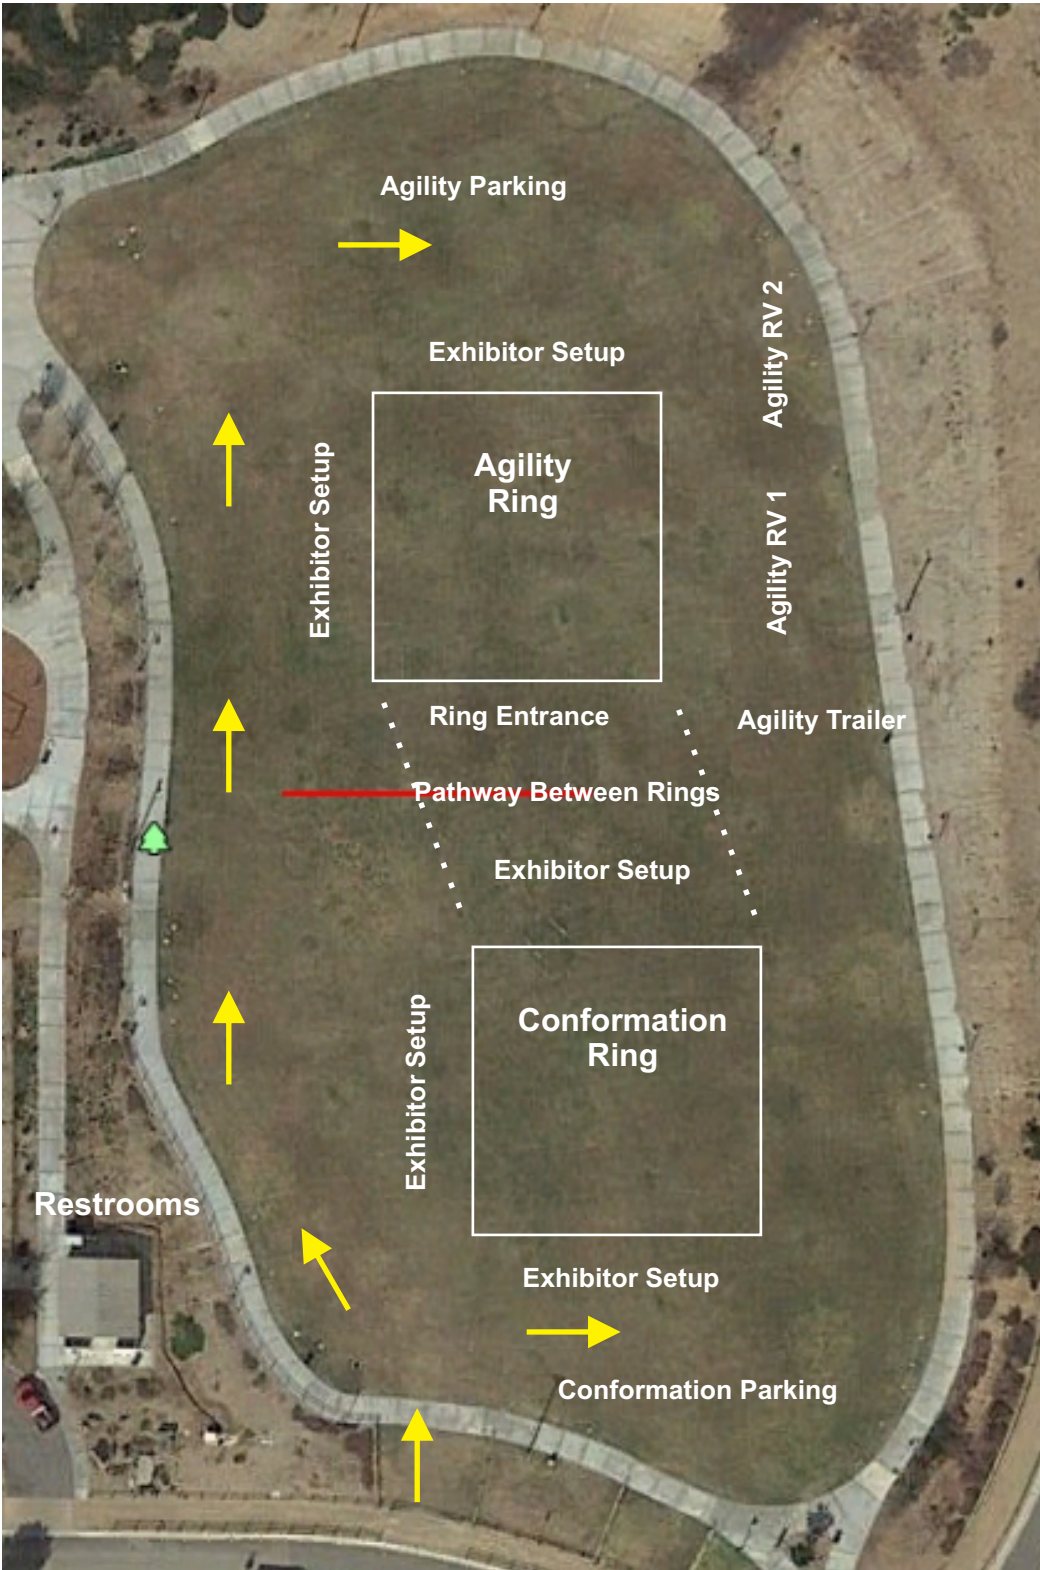 Agility Parking
Agility RV 2
Exhibitor Setup
Agility
Ring
Exhibitor Setup
Agility RV 1
Ring Entrance
Agility Trailer
Pathway Between Rings
Exhibitor Setup
Conformation
Ring
Exhibitor Setup
Restrooms
Exhibitor Setup
Conformation Parking